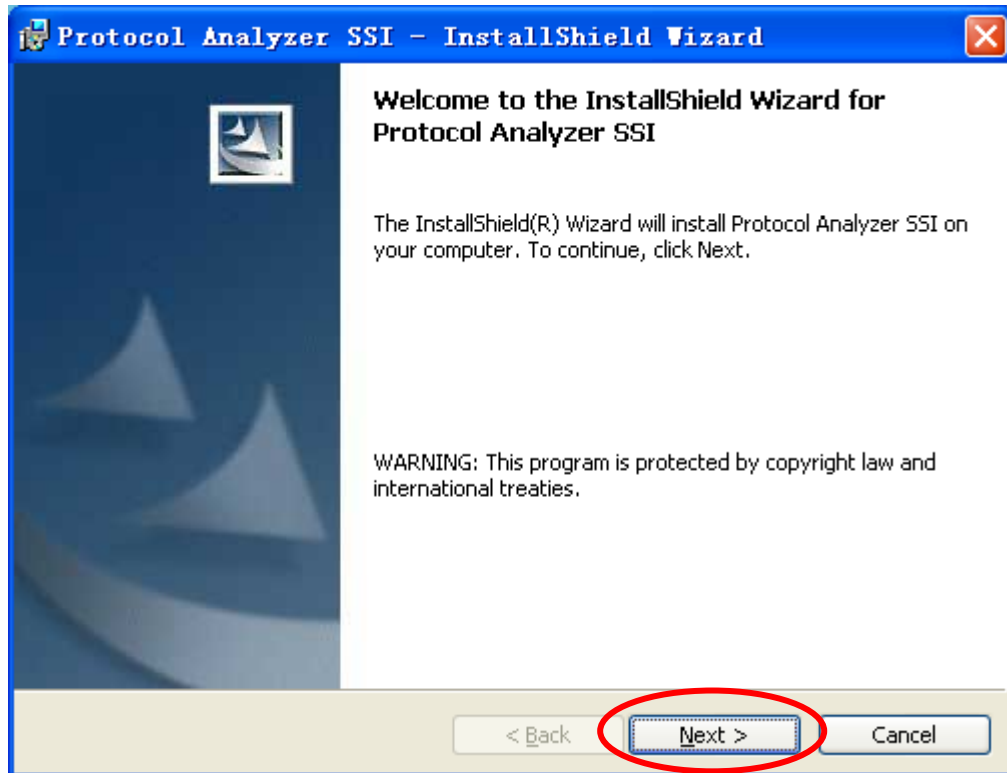 Protocol Analyzer SSI - InstallShield Wizard
Welcome to the InstallShield Wizard for
Protocol Analyzer SSI
The InstallShield(R) Wizard will install Protocol Analyzer SSI on
your computer. To continue, click Next.
WARNING: This program is protected by copyright law and
international treaties.
< Back Next > Cancel